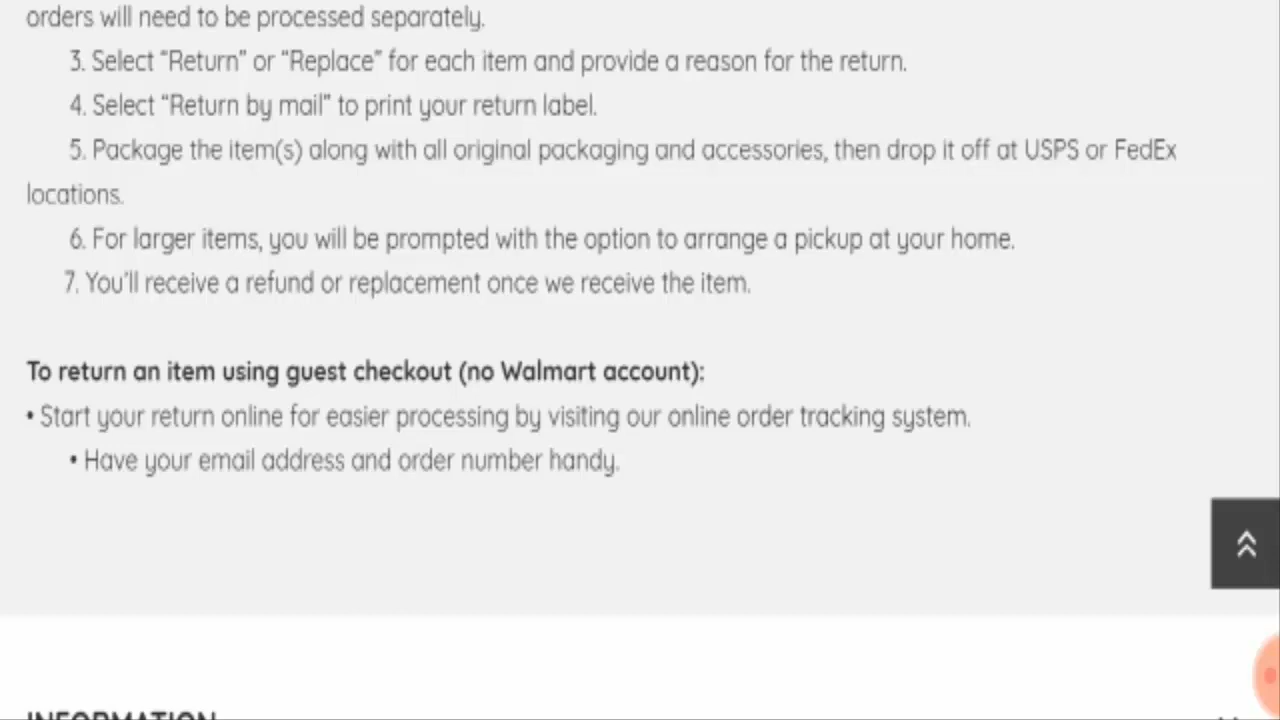 orders will need to be processed separately.
3. Select “Return” or “Replace” for each item and provide a reason for the return.
4. Select “Return by mail” to print your return label.
5. Package the item(s) along with all original packaging and accessories, then drop it off at USPS or FedEx
locations.
6. For larger items, you will be prompted with the option to arrange a pickup at your home.
7. You’ll receive a refund or replacement once we receive the item.
To return an item using guest checkout (no Walmart account):
• Start your return online for easier processing by visiting our online order tracking system.
• Have your email address and order number handy.
INFORMATION